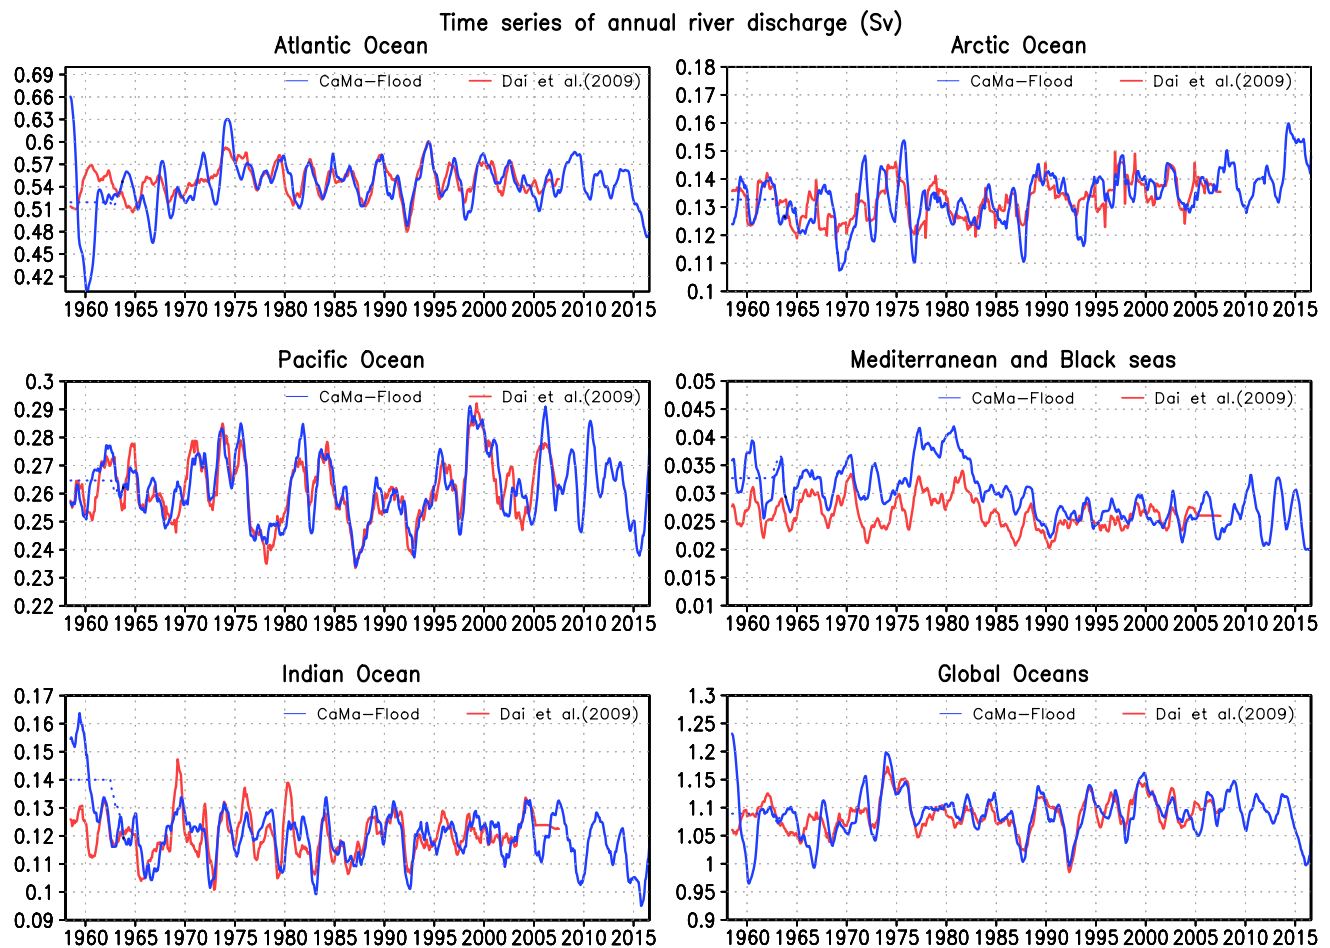 Time series of annual river discharge (Sv)
Atlantic Ocean
CaMa-Flood
Dai et al.(2009)
0.69
0.66
0.63
0.6
0.57
0.54
0.51
0.48
0.45
0.42
1960 1965 1970 1975 1980 1985 1990 1995 2000 2005 2010 2015
Arctic Ocean
CaMa-Flood
Dai et al.(2009)
0.18
0.17
0.16
0.15
0.14
0.13
0.12
0.11
0.1
1960 1965 1970 1975 1980 1985 1990 1995 2000 2005 2010 2015
Pacific Ocean
CaMa-Flood
Dai et al.(2009)
0.3
0.29
0.28
0.27
0.26
0.25
0.24
0.23
0.22
1960 1965 1970 1975 1980 1985 1990 1995 2000 2005 2010 2015
Mediterranean and Black seas
CaMa-Flood
Dai et al.(2009)
0.05
0.045
0.04
0.035
0.03
0.025
0.02
0.015
0.01
1960 1965 1970 1975 1980 1985 1990 1995 2000 2005 2010 2015
Indian Ocean
CaMa-Flood
Dai et al.(2009)
0.17
0.16
0.15
0.14
0.13
0.12
0.11
0.1
0.09
1960 1965 1970 1975 1980 1985 1990 1995 2000 2005 2010 2015
Global Oceans
CaMa-Flood
Dai et al.(2009)
1.3
1.25
1.2
1.15
1.1
1.05
1
0.95
0.9
1960 1965 1970 1975 1980 1985 1990 1995 2000 2005 2010 2015